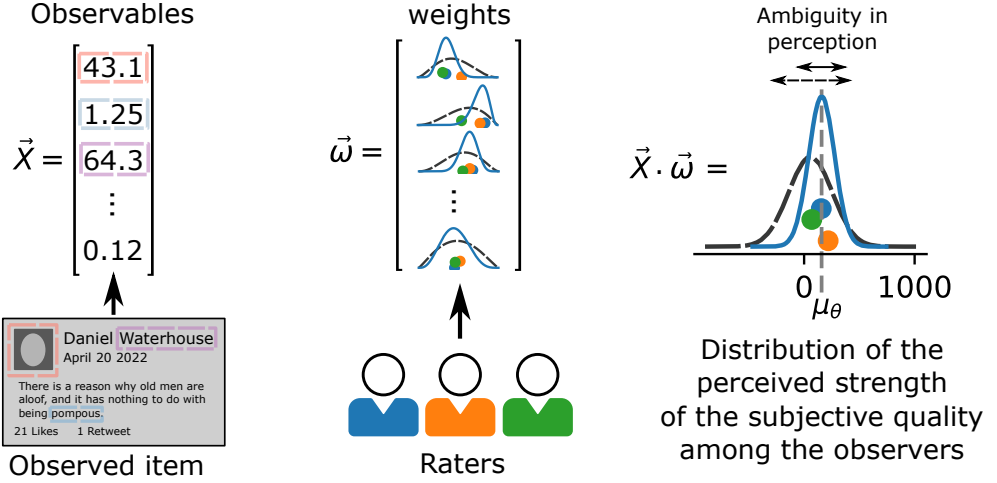 Observables
X⃗ =
43.1
1.25
64.3
⋮
0.12
Daniel Waterhouse
April 20 2022
There is a reason why old men are
aloof, and it has nothing to do with
being pompous.
21 Likes 1 Retweet
Observed item
weights
ω⃗ =
⋮
Raters
Ambiguity in
perception
X⃗ · ω⃗ =
0 1000
μθ
Distribution of the
perceived strength
of the subjective quality
among the observers